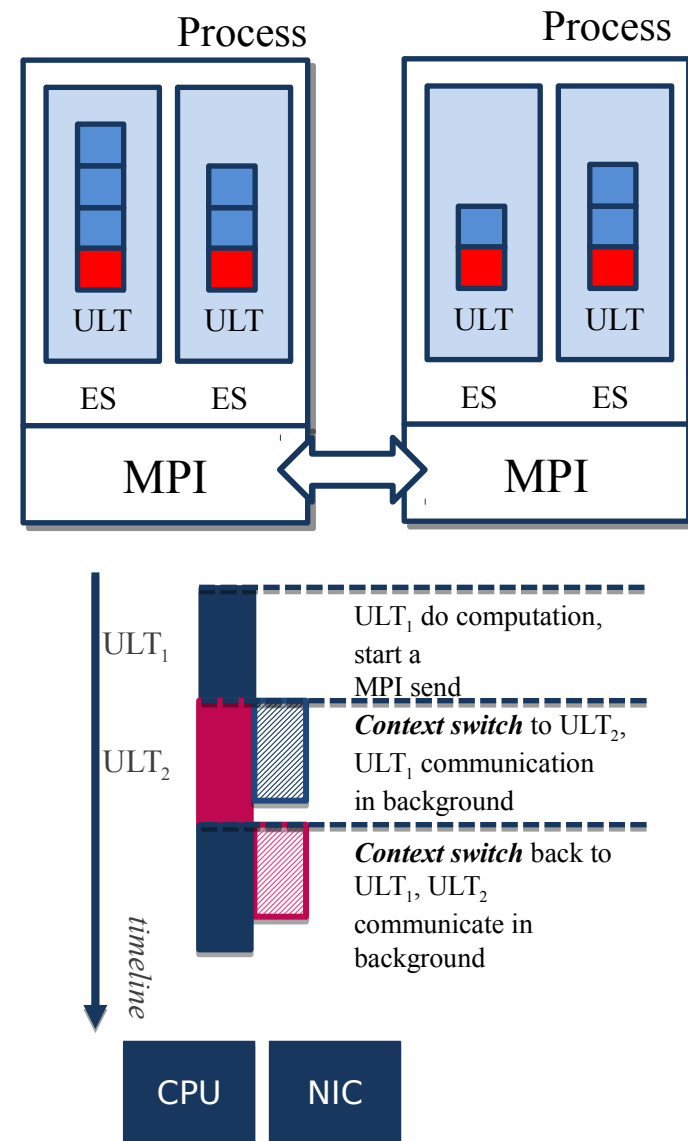 Process
Process
ULT
ULT
ULT
ULT
ES
ES
ES
ES
MPI
MPI
ULT₁
ULT₁ do computation,
start a
MPI send
ULT₂
Context switch to ULT₂,
ULT₁ communication
in background
Context switch back to
ULT₁, ULT₂
communicate in
background
timeline
CPU
NIC